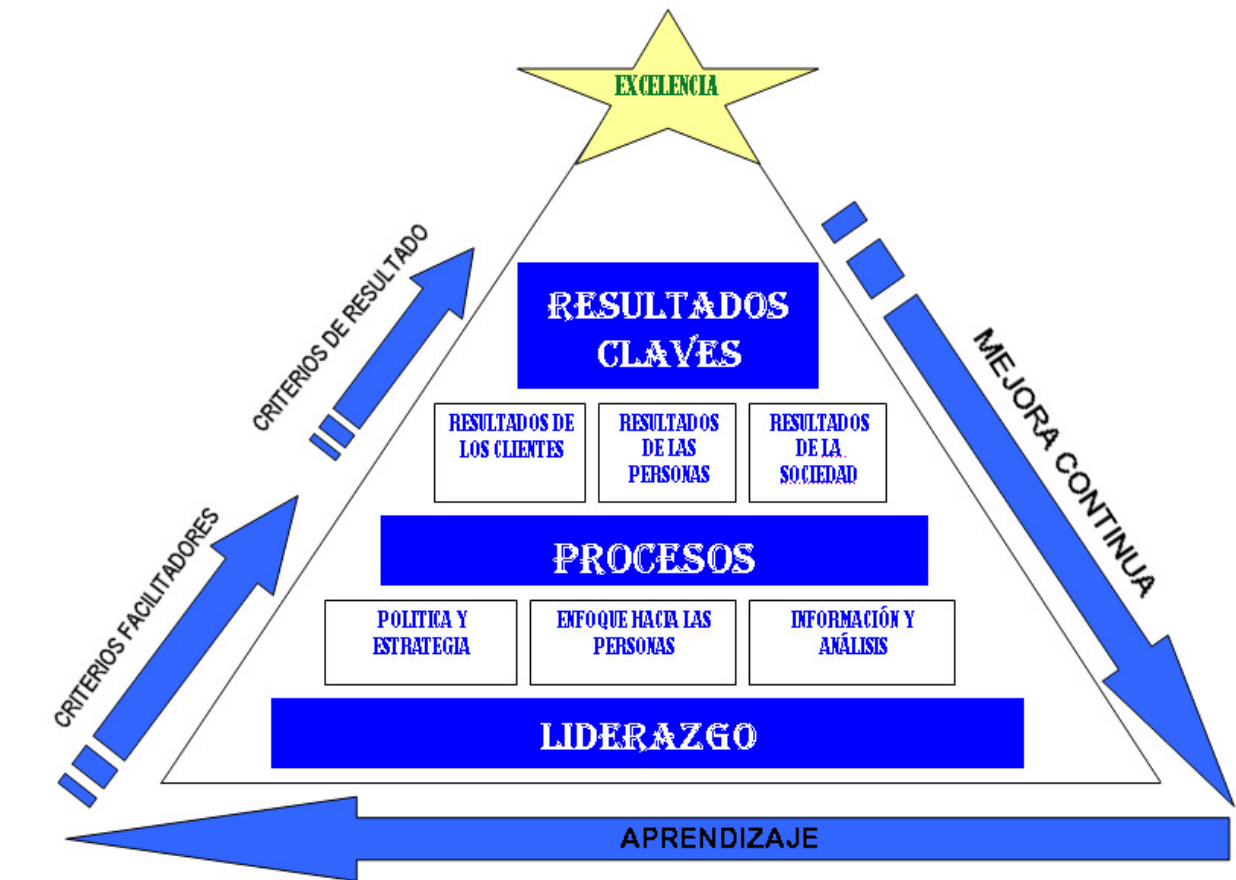 EXCELENCIA
CRITERIOS DE RESULTADO
RESULTADOS
CLAVES
MEJORA CONTINUA
RESULTADOS DE
LOS CLIENTES
RESULTADOS
DE LAS
PERSONAS
RESULTADOS
DE LA
SOCIEDAD
CRITERIOS FACILITADORES
PROCESOS
POLITICA Y
ESTRATEGIA
ENFOQUE HACIA LAS
PERSONAS
INFORMACIÓN Y
ANÁLISIS
LIDERAZGO
APRENDIZAJE